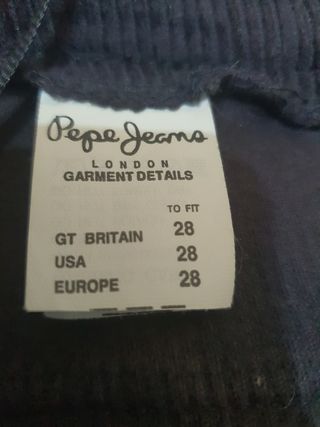 Pepe Jeans
LONDON
GARMENT DETAILS
TO FIT
GT BRITAIN 28
USA 28
EUROPE 28